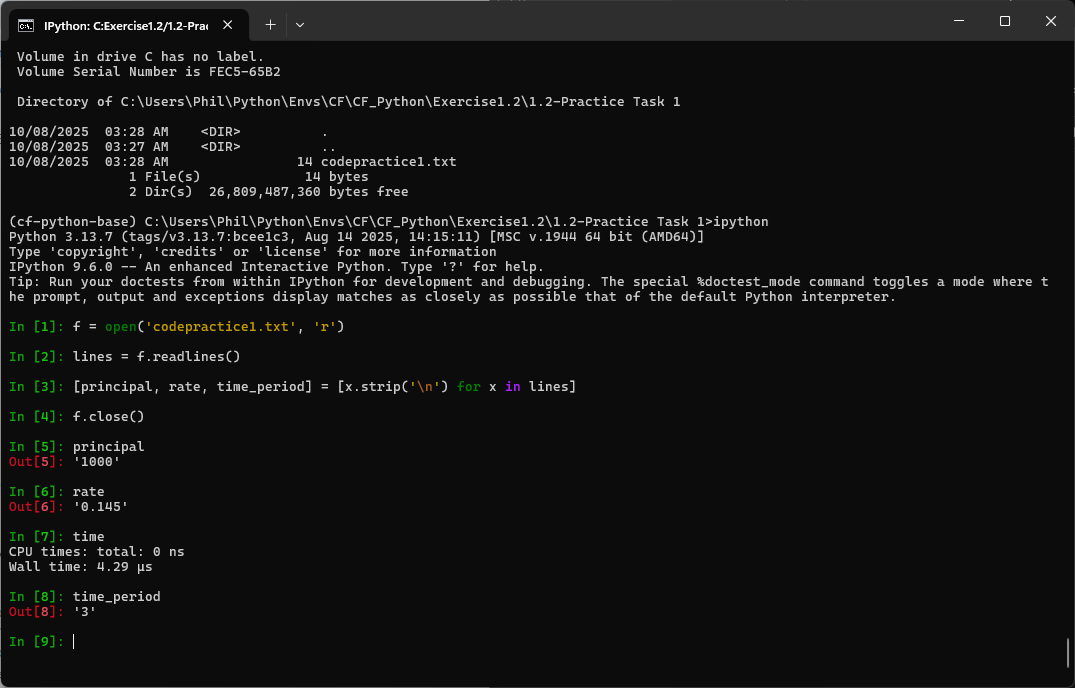 IPython: C:Exercise1.2/1.2-Prac
Volume in drive C has no label.
Volume Serial Number is FEC5-65B2
Directory of C:\Users\Phil\Python\Envs\CF\CF_Python\Exercise1.2\1.2-Practice Task 1
10/08/2025  03:28 AM    <DIR>          .
10/08/2025  03:27 AM    <DIR>          ..
10/08/2025  03:28 AM                14 codepractice1.txt
1 File(s)             14 bytes
2 Dir(s)  26,809,487,360 bytes free
(cf-python-base) C:\Users\Phil\Python\Envs\CF\CF_Python\Exercise1.2\1.2-Practice Task 1>ipython
Python 3.13.7 (tags/v3.13.7:bcee1c3, Aug 14 2025, 14:15:11) [MSC v.1944 64 bit (AMD64)]
Type 'copyright', 'credits' or 'license' for more information
IPython 9.6.0 -- An enhanced Interactive Python. Type '?' for help.
Tip: Run your doctests from within IPython for development and debugging. The special %doctest_mode command toggles a mode where t
he prompt, output and exceptions display matches as closely as possible that of the default Python interpreter.
In [1]: f = open('codepractice1.txt', 'r')
In [2]: lines = f.readlines()
In [3]: [principal, rate, time_period] = [x.strip('\n') for x in lines]
In [4]: f.close()
In [5]: principal
Out[5]: '1000'
In [6]: rate
Out[6]: '0.145'
In [7]: time
CPU times: total: 0 ns
Wall time: 4.29 µs
In [8]: time_period
Out[8]: '3'
In [9]: